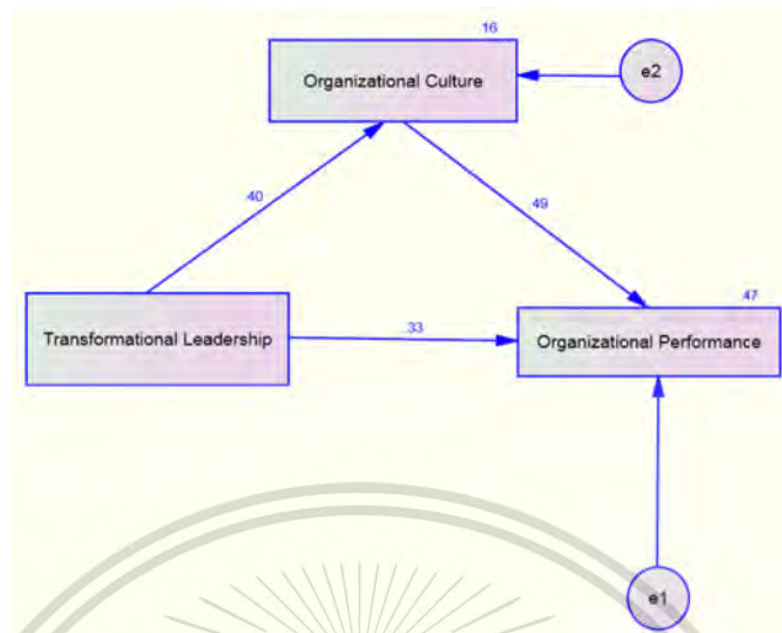 16
Organizational Culture
e2
40
49
47
Transformational Leadership
33
Organizational Performance
e1